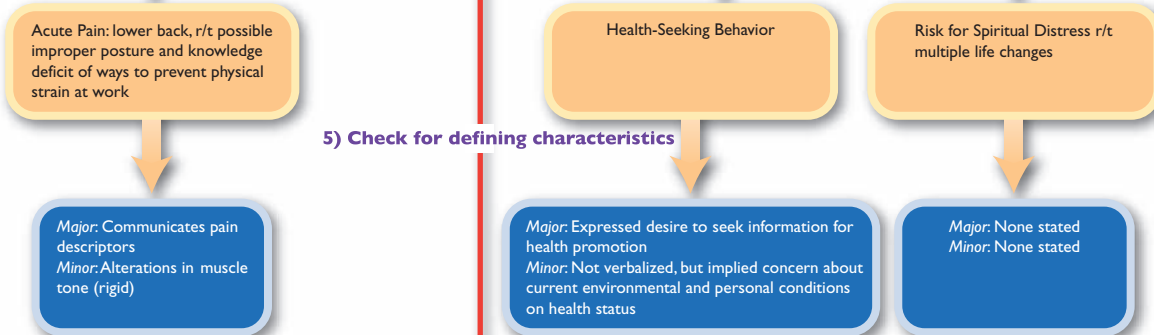 Acute Pain: lower back, r/t possible
improper posture and knowledge
deficit of ways to prevent physical
strain at work
Health-Seeking Behavior
Risk for Spiritual Distress r/t
multiple life changes
5) Check for defining characteristics
Major: Communicates pain
descriptors
Minor: Alterations in muscle
tone (rigid)
Major: Expressed desire to seek information for
health promotion
Minor: Not verbalized, but implied concern about
current environmental and personal conditions
on health status
Major: None stated
Minor: None stated